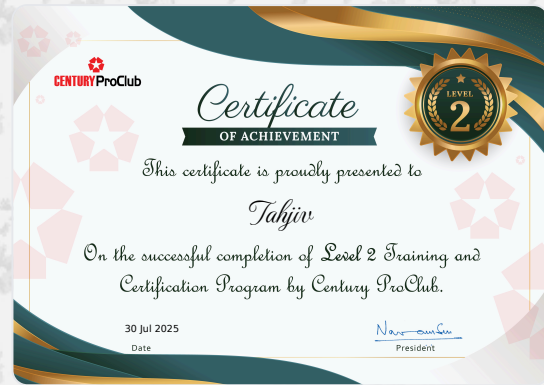 CENTURY ProClub
LEVEL
2
Certificate
OF ACHIEVEMENT
This certificate is proudly presented to
Tahjiv
On the successful completion of Level 2 Training and
Certification Program by Century ProClub.
30 Jul 2025
Date
President